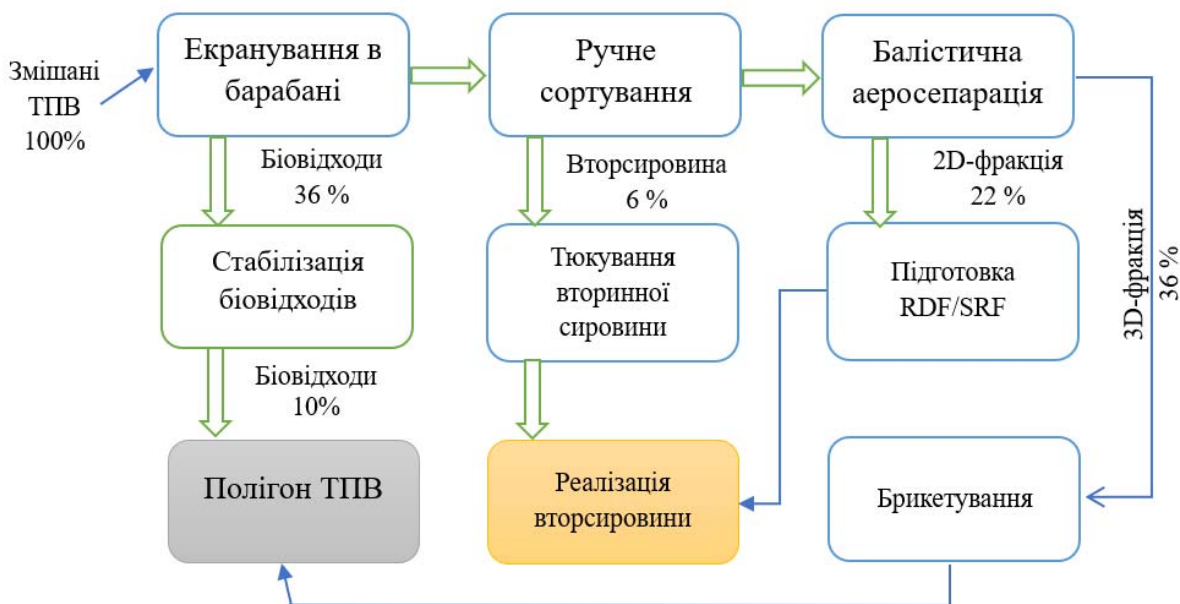 Змішані
ТПВ
100%
Екранування в
барабані
Ручне
сортування
Балістична
аеросепарація
Біовідходи
36 %
Вторсировина
6 %
2D-фракція
22 %
3D-фракція
36 %
Стабілізація
біовідходів
Тюкування
вторинної
сировини
Підготовка
RDF/SRF
Біовідходи
10%
Полігон ТПВ
Реалізація
вторсировини
Брикетування